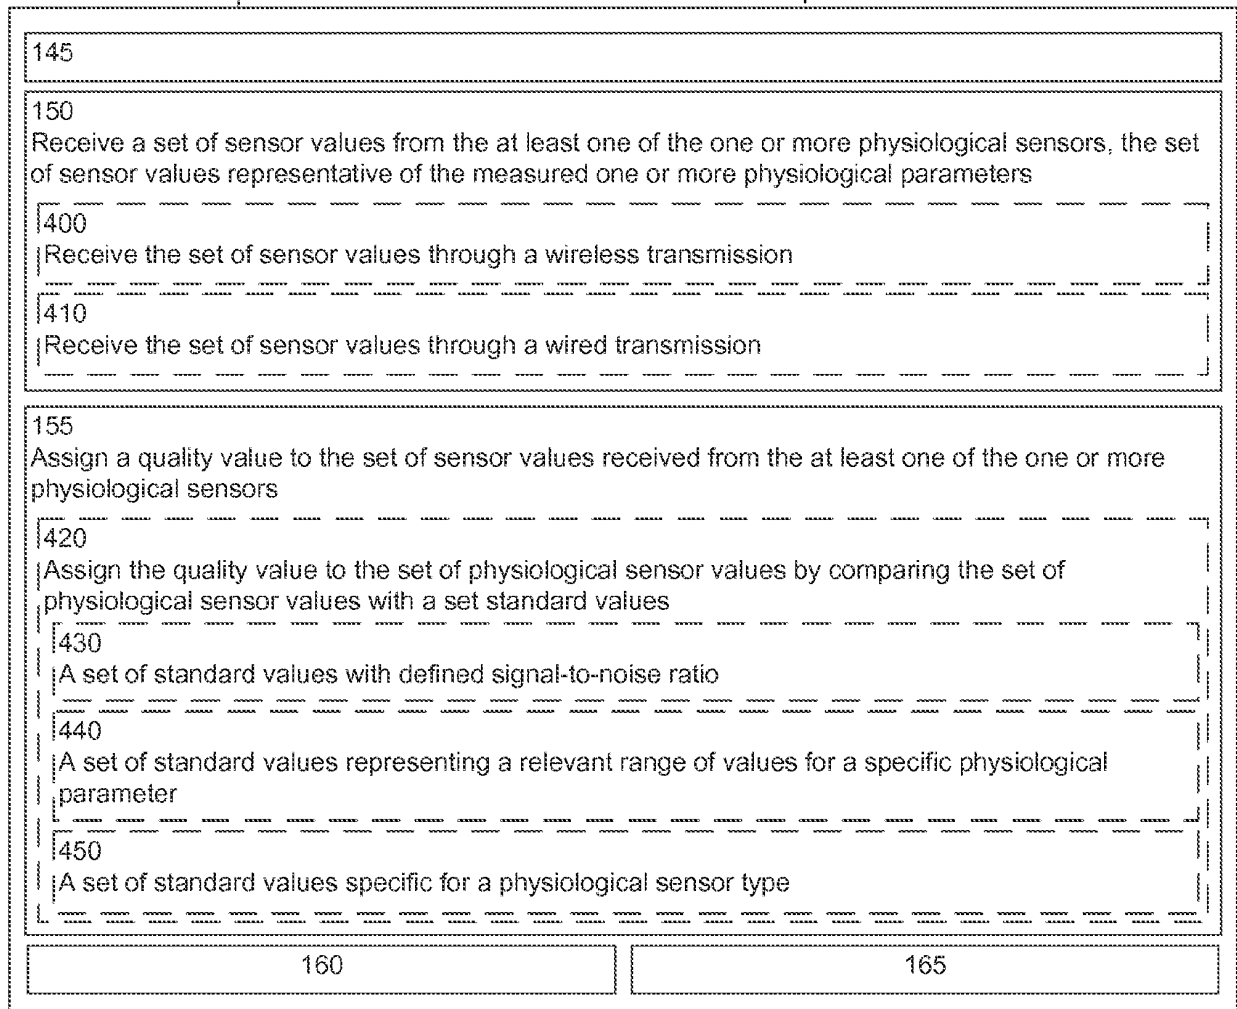 145
150
Receive a set of sensor values from the at least one of the one or more physiological sensors, the set
of sensor values representative of the measured one or more physiological parameters
400
Receive the set of sensor values through a wireless transmission
410
Receive the set of sensor values through a wired transmission
155
Assign a quality value to the set of sensor values received from the at least one of the one or more
physiological sensors
420
Assign the quality value to the set of physiological sensor values by comparing the set of
physiological sensor values with a set standard values
430
A set of standard values with defined signal-to-noise ratio
440
A set of standard values representing a relevant range of values for a specific physiological
parameter
450
A set of standard values specific for a physiological sensor type
160
165